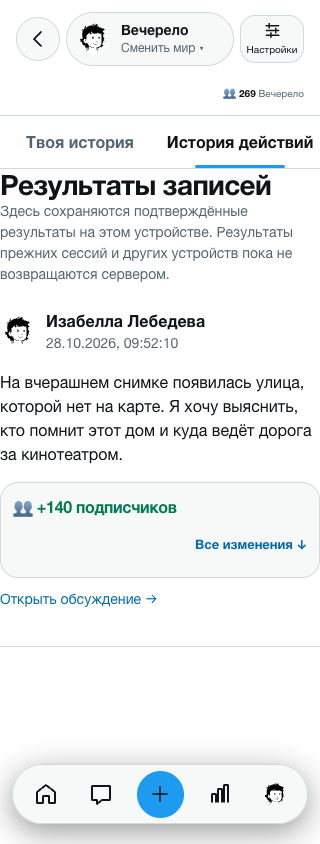 Вечерело
Сменить мир ▾
Настройки
👥 269 Вечерело
Твоя история
История действий
Результаты записей
Здесь сохраняются подтверждённые
результаты на этом устройстве. Результаты
прежних сессий и других устройств пока не
возвращаются сервером.
Изабелла Лебедева
28.10.2026, 09:52:10
На вчерашнем снимке появилась улица,
которой нет на карте. Я хочу выяснить,
кто помнит этот дом и куда ведёт дорога
за кинотеатром.
👥 +140 подписчиков
Все изменения ↓
Открыть обсуждение →